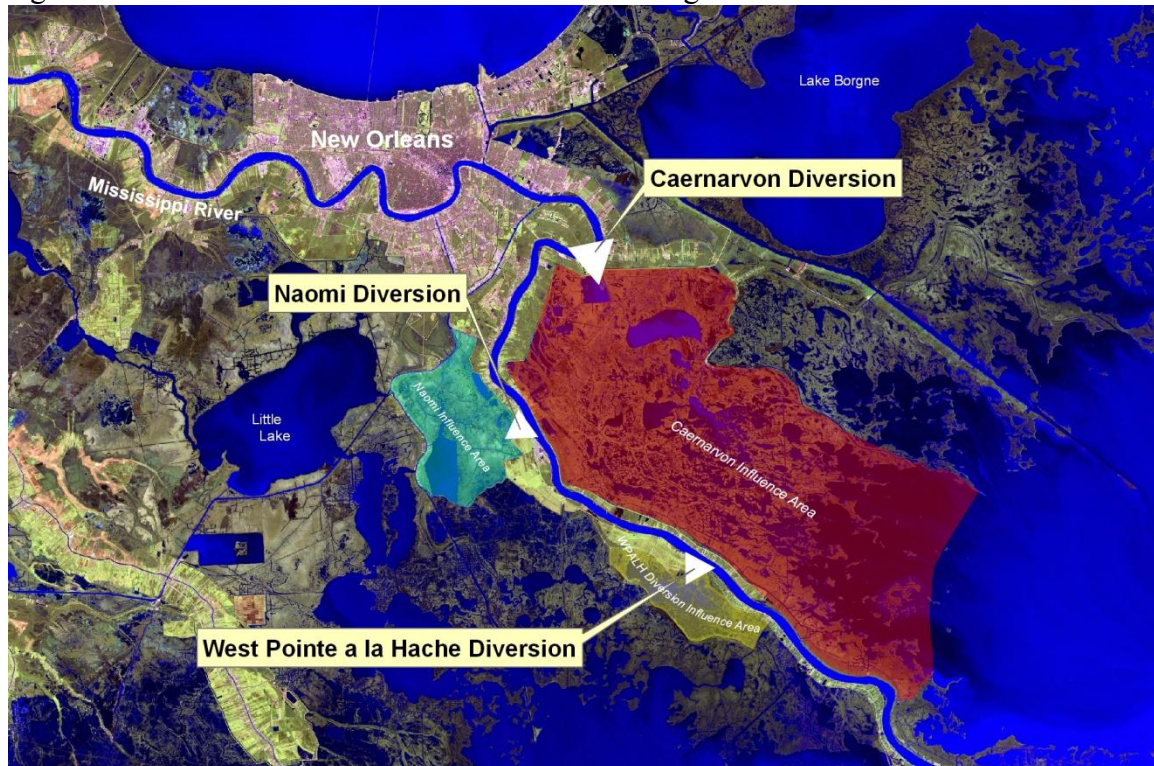 Lake Borgne
New Orleans
Caernarvon Diversion
Mississippi River
Naomi Diversion
Naomi Influence Area
Little
Lake
Caernarvon Influence Area
WPALH Diversion Influence Area
West Pointe a la Hache Diversion